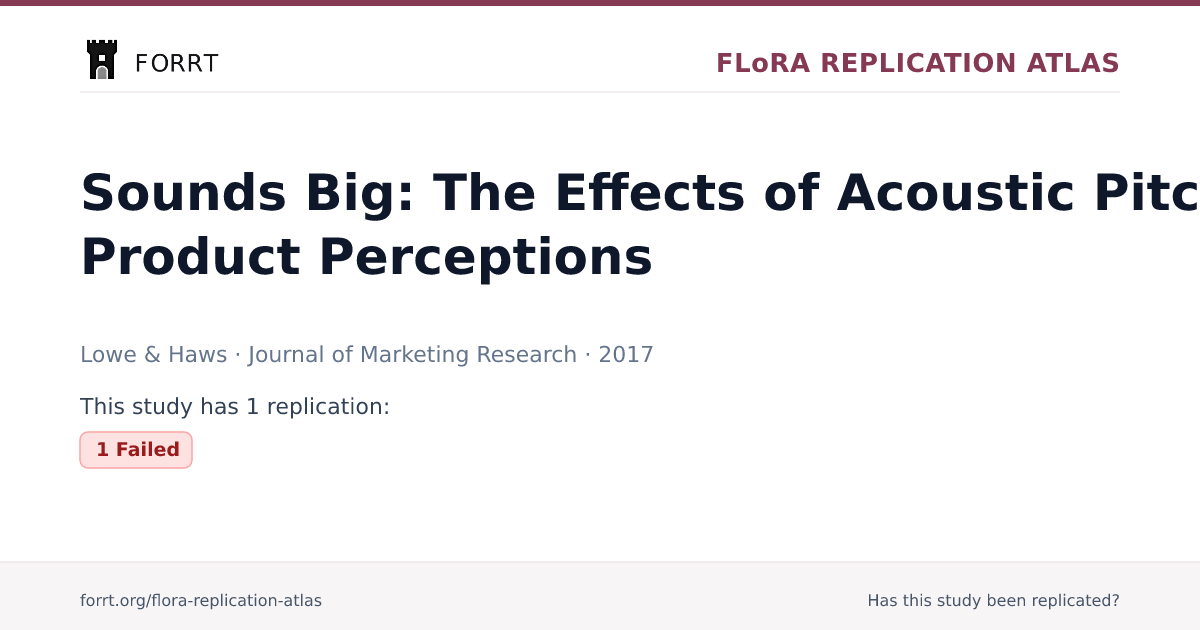 FORRT
FLoRA REPLICATION ATLAS
Sounds Big: The Effects of Acoustic Pitc
Product Perceptions
Lowe & Haws · Journal of Marketing Research · 2017
This study has 1 replication:
1 Failed
forrt.org/flora-replication-atlas
Has this study been replicated?